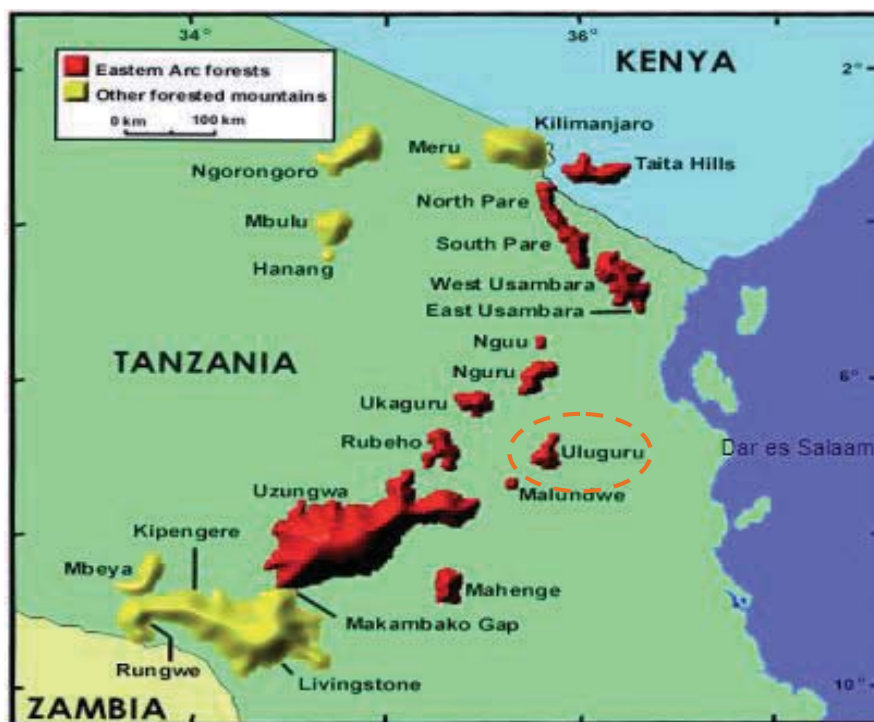 34°
36°
KENYA
2°
Eastern Arc forests
Other forested mountains
0 km 100 km
Kilimanjaro
Meru
Ngorongoro
Taita Hills
North Pare
Mbulu
South Pare
Hanang
West Usambara
East Usambara
Nguu
TANZANIA
Nguru
6°
Ukaguru
Rubeho
Uluguru
Dar es Salaam
Uzungwa
Malundwe
Kipengere
Mbeya
Mahenge
Makambako Gap
Rungwe
Livingstone
10°
ZAMBIA